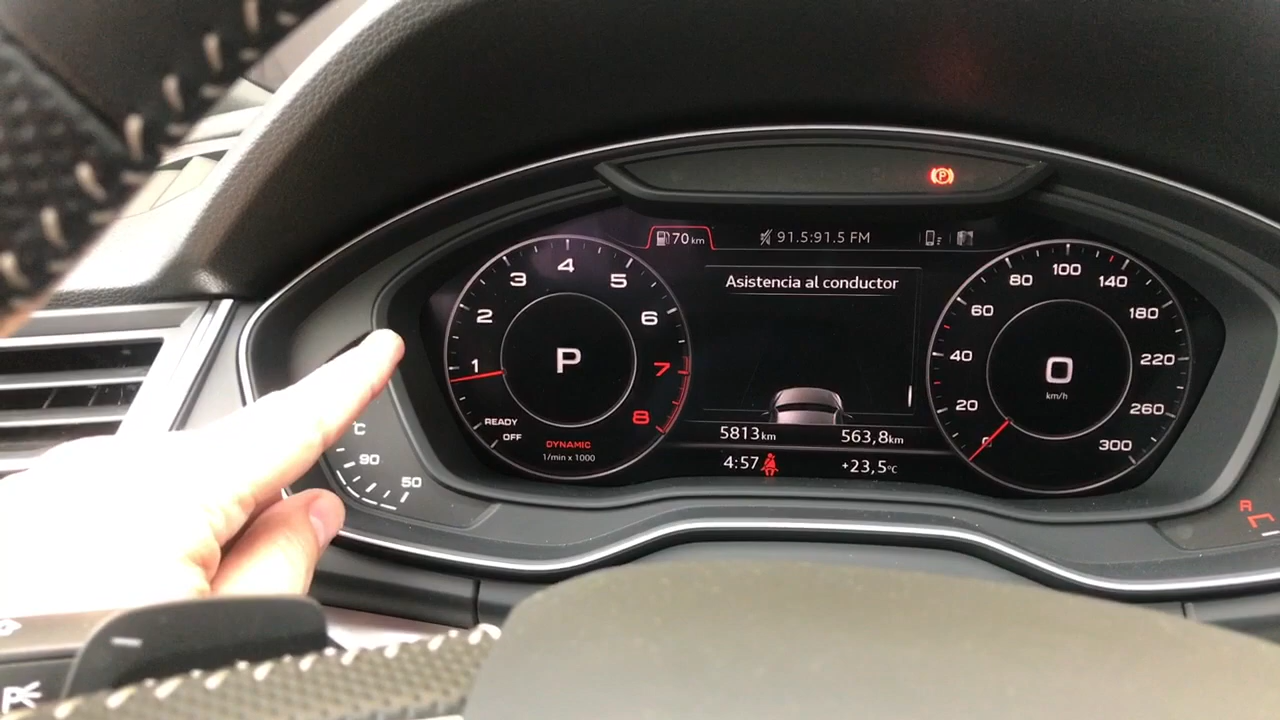 P
70 km
91.5:91.5 FM
Asistencia al conductor
1
2
3
4
5
6
7
8
P
READY
OFF
DYNAMIC
1/min x 1000
0
20
40
60
80
100
140
180
220
260
300
0
km/h
5813 km
563,8 km
4:57
+23,5°C
°C
90
50
R